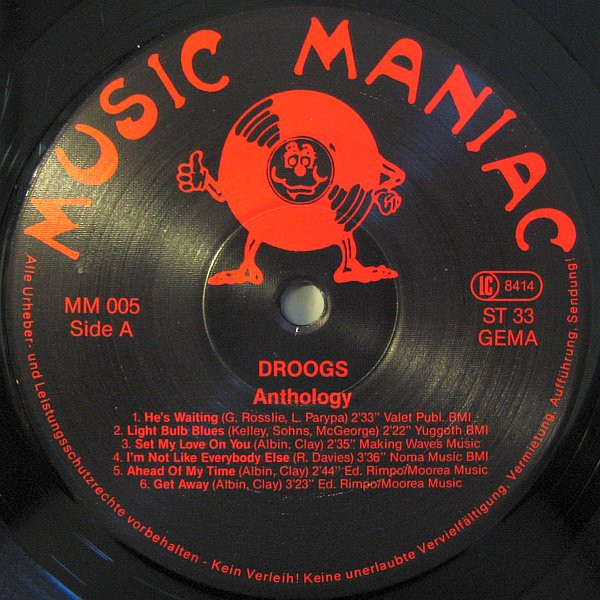 MUSIC MANIAC
MM 005
Side A
LC 8414
ST 33
GEMA
DROOGS
Anthology
1. He's Waiting (G. Rosslie, L. Parypa) 2'33" Valet Publ. BMI
2. Light Bulb Blues (Kelley, Sohns, McGeorge) 2'22" Yuggoth BMI
3. Set My Love On You (Albin, Clay) 2'35" Making Waves Music
4. I'm Not Like Everybody Else (R. Davies) 3'36" Noma Music BMI
5. Ahead Of My Time (Albin, Clay) 2'44" Ed. Rimpo/Moorea Music
6. Get Away (Albin, Clay) 3'23" Ed. Rimpo/Moorea Music
Alle Urheber- und Leistungsschutzrechte vorbehalten - Kein Verleih! Keine unerlaubte Vervielfältigung, Vermietung, Aufführung, Sendung!